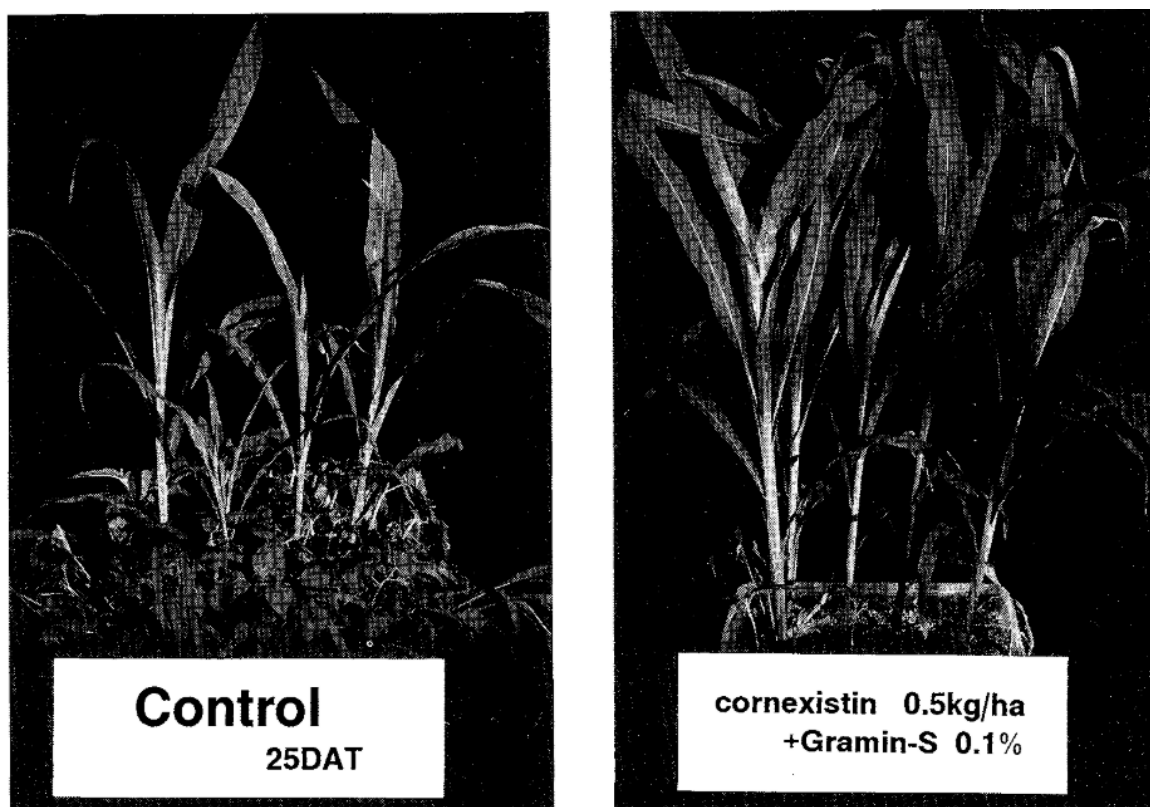 Control
25DAT
cornexistin 0.5kg/ha
+Gramin-S 0.1%